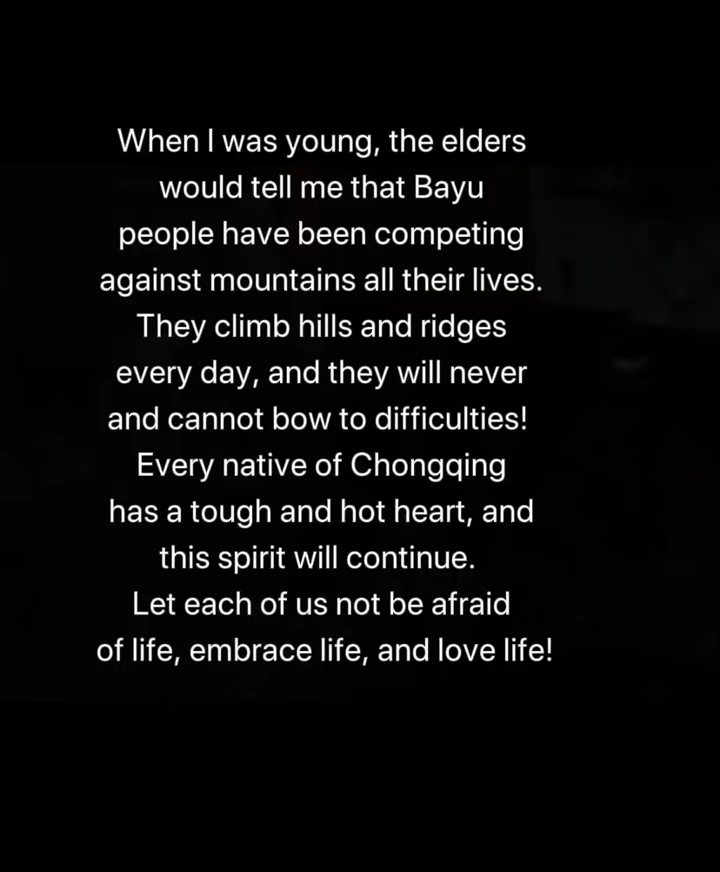 When I was young, the elders
would tell me that Bayu
people have been competing
against mountains all their lives.
They climb hills and ridges
every day, and they will never
and cannot bow to difficulties!
Every native of Chongqing
has a tough and hot heart, and
this spirit will continue.
Let each of us not be afraid
of life, embrace life, and love life!